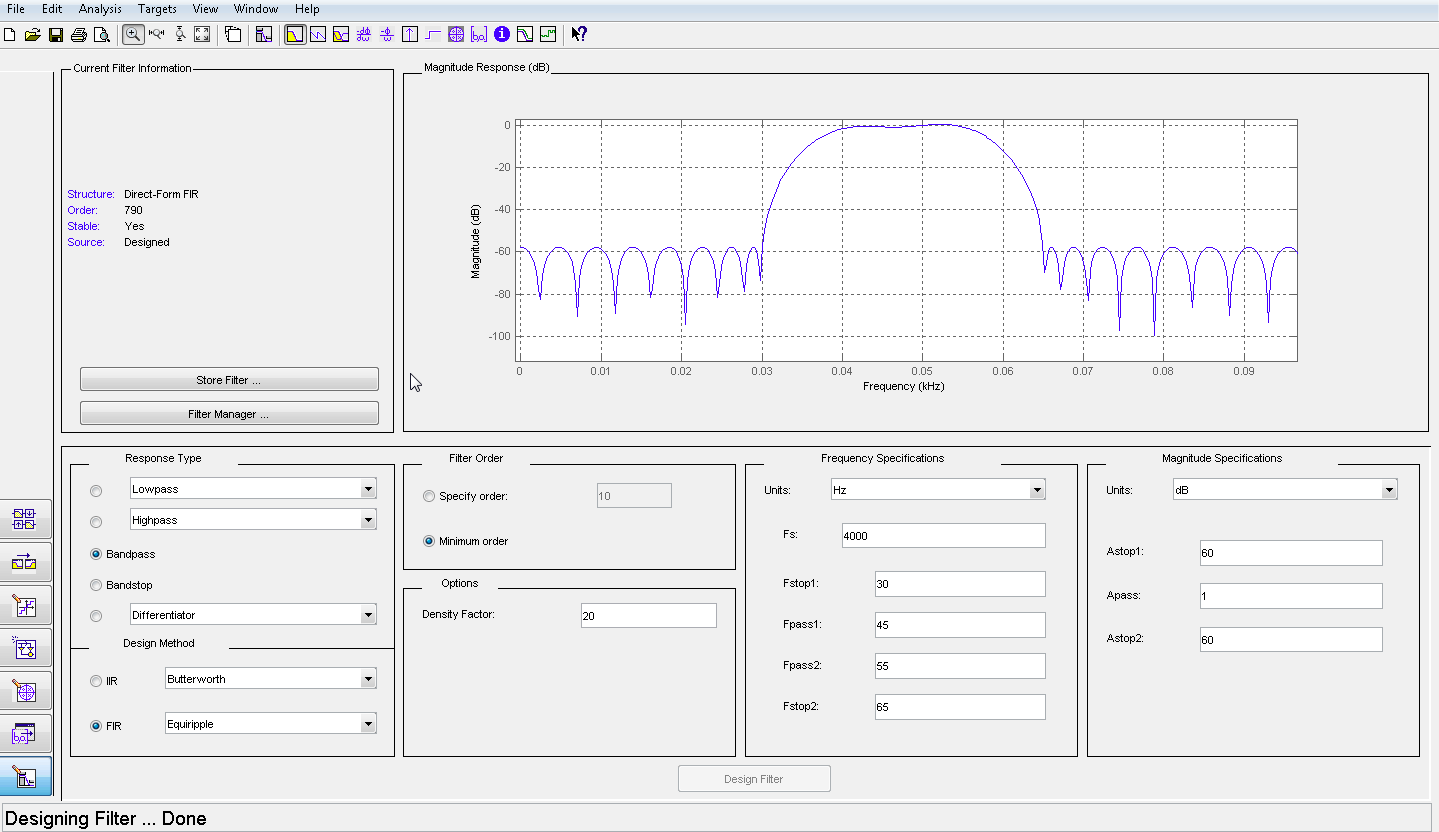 File Edit Analysis Targets View Window Help
Current Filter Information
Structure: Direct-Form FIR
Order: 790
Stable: Yes
Source: Designed
Store Filter ...
Filter Manager ...
Magnitude Response (dB)
0
-20
-40
-60
-80
-100
Magnitude (dB)
0 0.01 0.02 0.03 0.04 0.05 0.06 0.07 0.08 0.09
Frequency (kHz)
Response Type
Lowpass
Highpass
Bandpass
Bandstop
Differentiator
Design Method
IIR Butterworth
FIR Equiripple
Filter Order
Specify order: 10
Minimum order
Options
Density Factor: 20
Frequency Specifications
Units: Hz
Fs: 4000
Fstop1: 30
Fpass1: 45
Fpass2: 55
Fstop2: 65
Magnitude Specifications
Units: dB
Astop1: 60
Apass: 1
Astop2: 60
Design Filter
Designing Filter ... Done